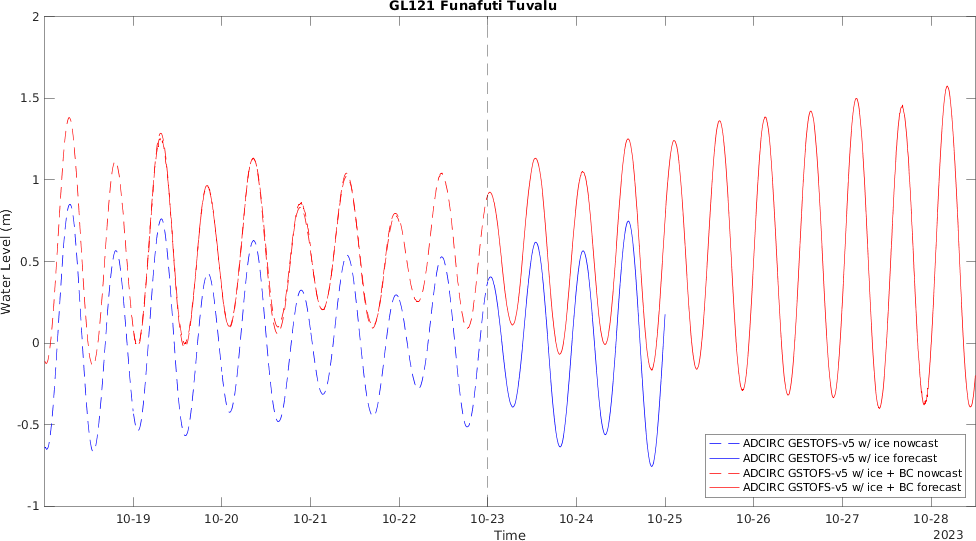 GL121 Funafuti Tuvalu
2
1.5
1
0.5
0
-0.5
-1
Water Level (m)
10-19 10-20 10-21 10-22 10-23 10-24 10-25 10-26 10-27 10-28
2023
Time
ADCIRC GESTOFS-v5 w/ ice nowcast
ADCIRC GESTOFS-v5 w/ ice forecast
ADCIRC GSTOFS-v5 w/ ice + BC nowcast
ADCIRC GSTOFS-v5 w/ ice + BC forecast